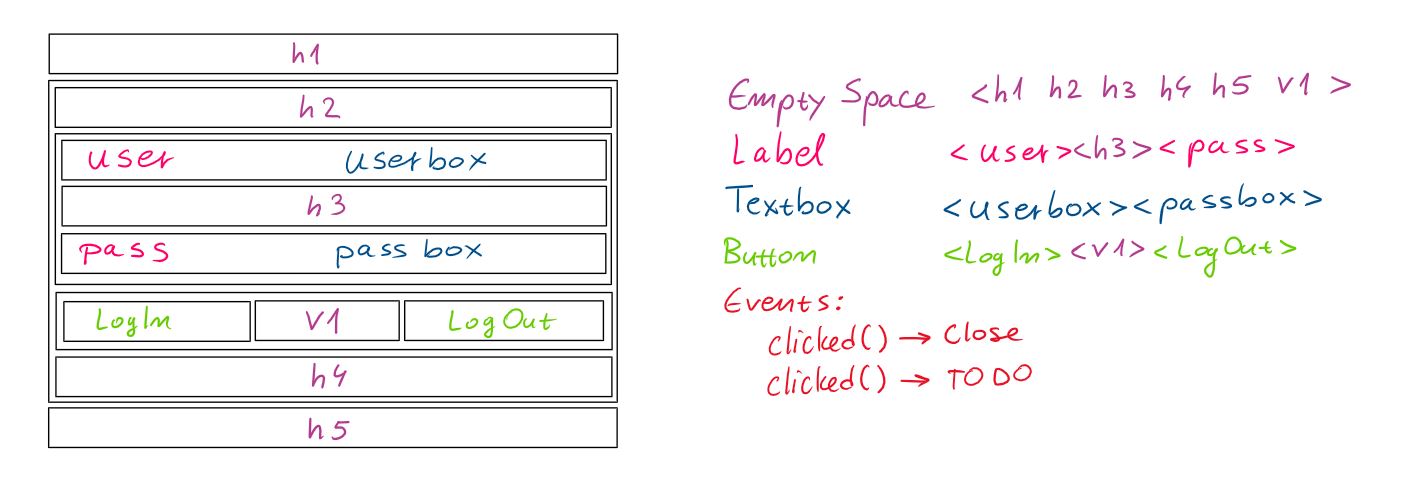 h1
h2
user userbox
h3
pass passbox
LogIn v1 LogOut
h4
h5
Empty Space <h1 h2 h3 h4 h5 v1 >
Label <user><h3><pass>
Textbox <userbox><passbox>
Button <LogIn><v1><LogOut>
Events:
clicked() → Close
clicked() → TODO